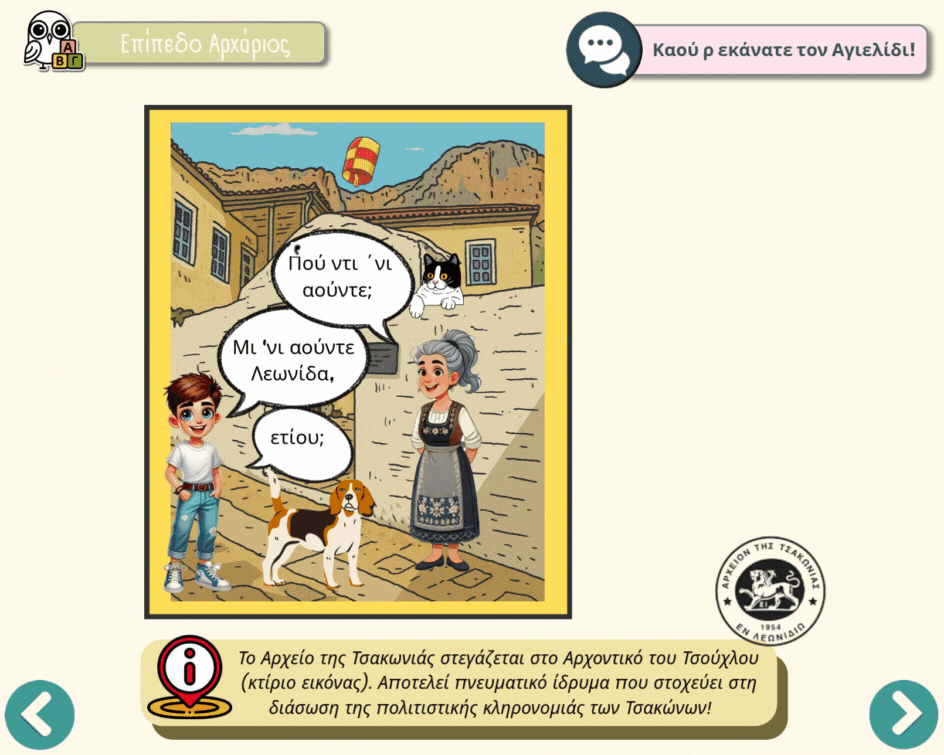 Επίπεδο Αρχάριος
Καού ρ εκάνατε τον Αγιελίδι!
Πού ντι ΄νι
αούντε;
Μι ‘νι αούντε
Λεωνίδα,
ετίου;
Α
Β Γ
ΑΡΧΕΙΟΝ ΤΗΣ ΤΣΑΚΩΝΙΑΣ
1954
ΕΝ ΛΕΩΝΙΔΙΩ
Το Αρχείο της Τσακωνιάς στεγάζεται στο Αρχοντικό του Τσούχλου
(κτίριο εικόνας). Αποτελεί πνευματικό ίδρυμα που στοχεύει στη
διάσωση της πολιτιστικής κληρονομιάς των Τσακώνων!